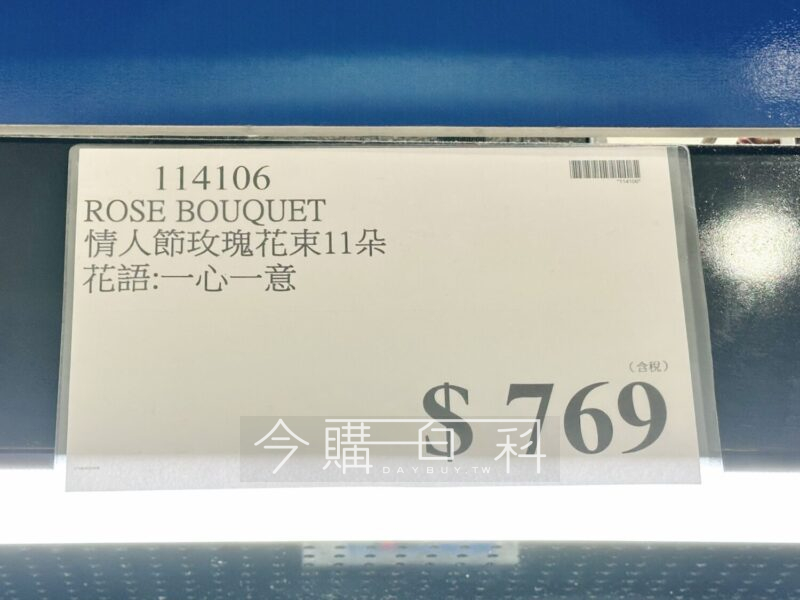 114106
*114106*
ROSE BOUQUET
情人節玫瑰花束11朵
花語:一心一意
(含稅)
$ 769
今購百科
DAYBUY.TW